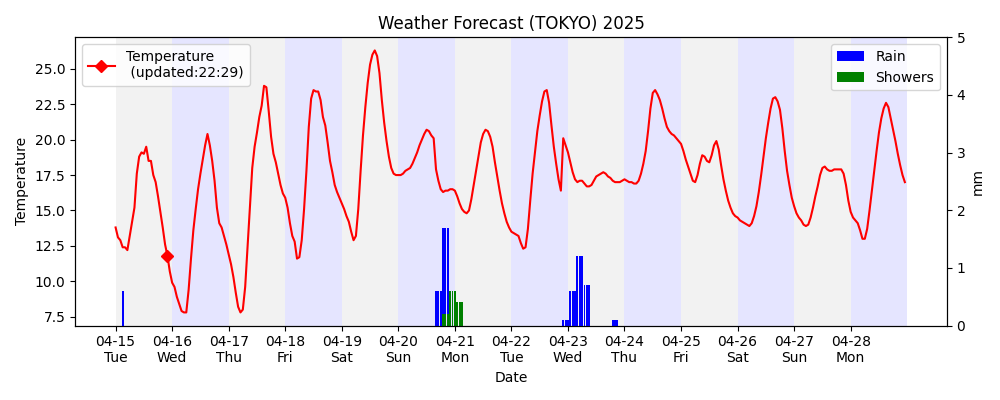 Weather Forecast (TOKYO) 2025
Temperature
(updated:22:29)
Rain
Showers
Temperature
25.0
22.5
20.0
17.5
15.0
12.5
10.0
7.5
5
4
3
2
1
0
mm
04-15 04-16 04-17 04-18 04-19 04-20 04-21 04-22 04-23 04-24 04-25 04-26 04-27 04-28
Tue Wed Thu Fri Sat Sun Mon Tue Wed Thu Fri Sat Sun Mon
Date